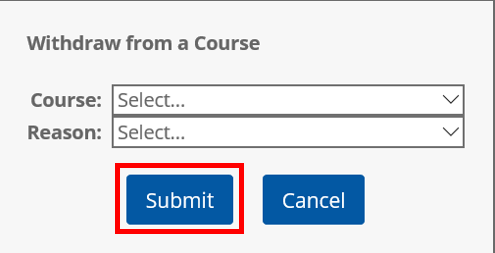 Withdraw from a Course
Course: Select...
Reason: Select...
Submit Cancel